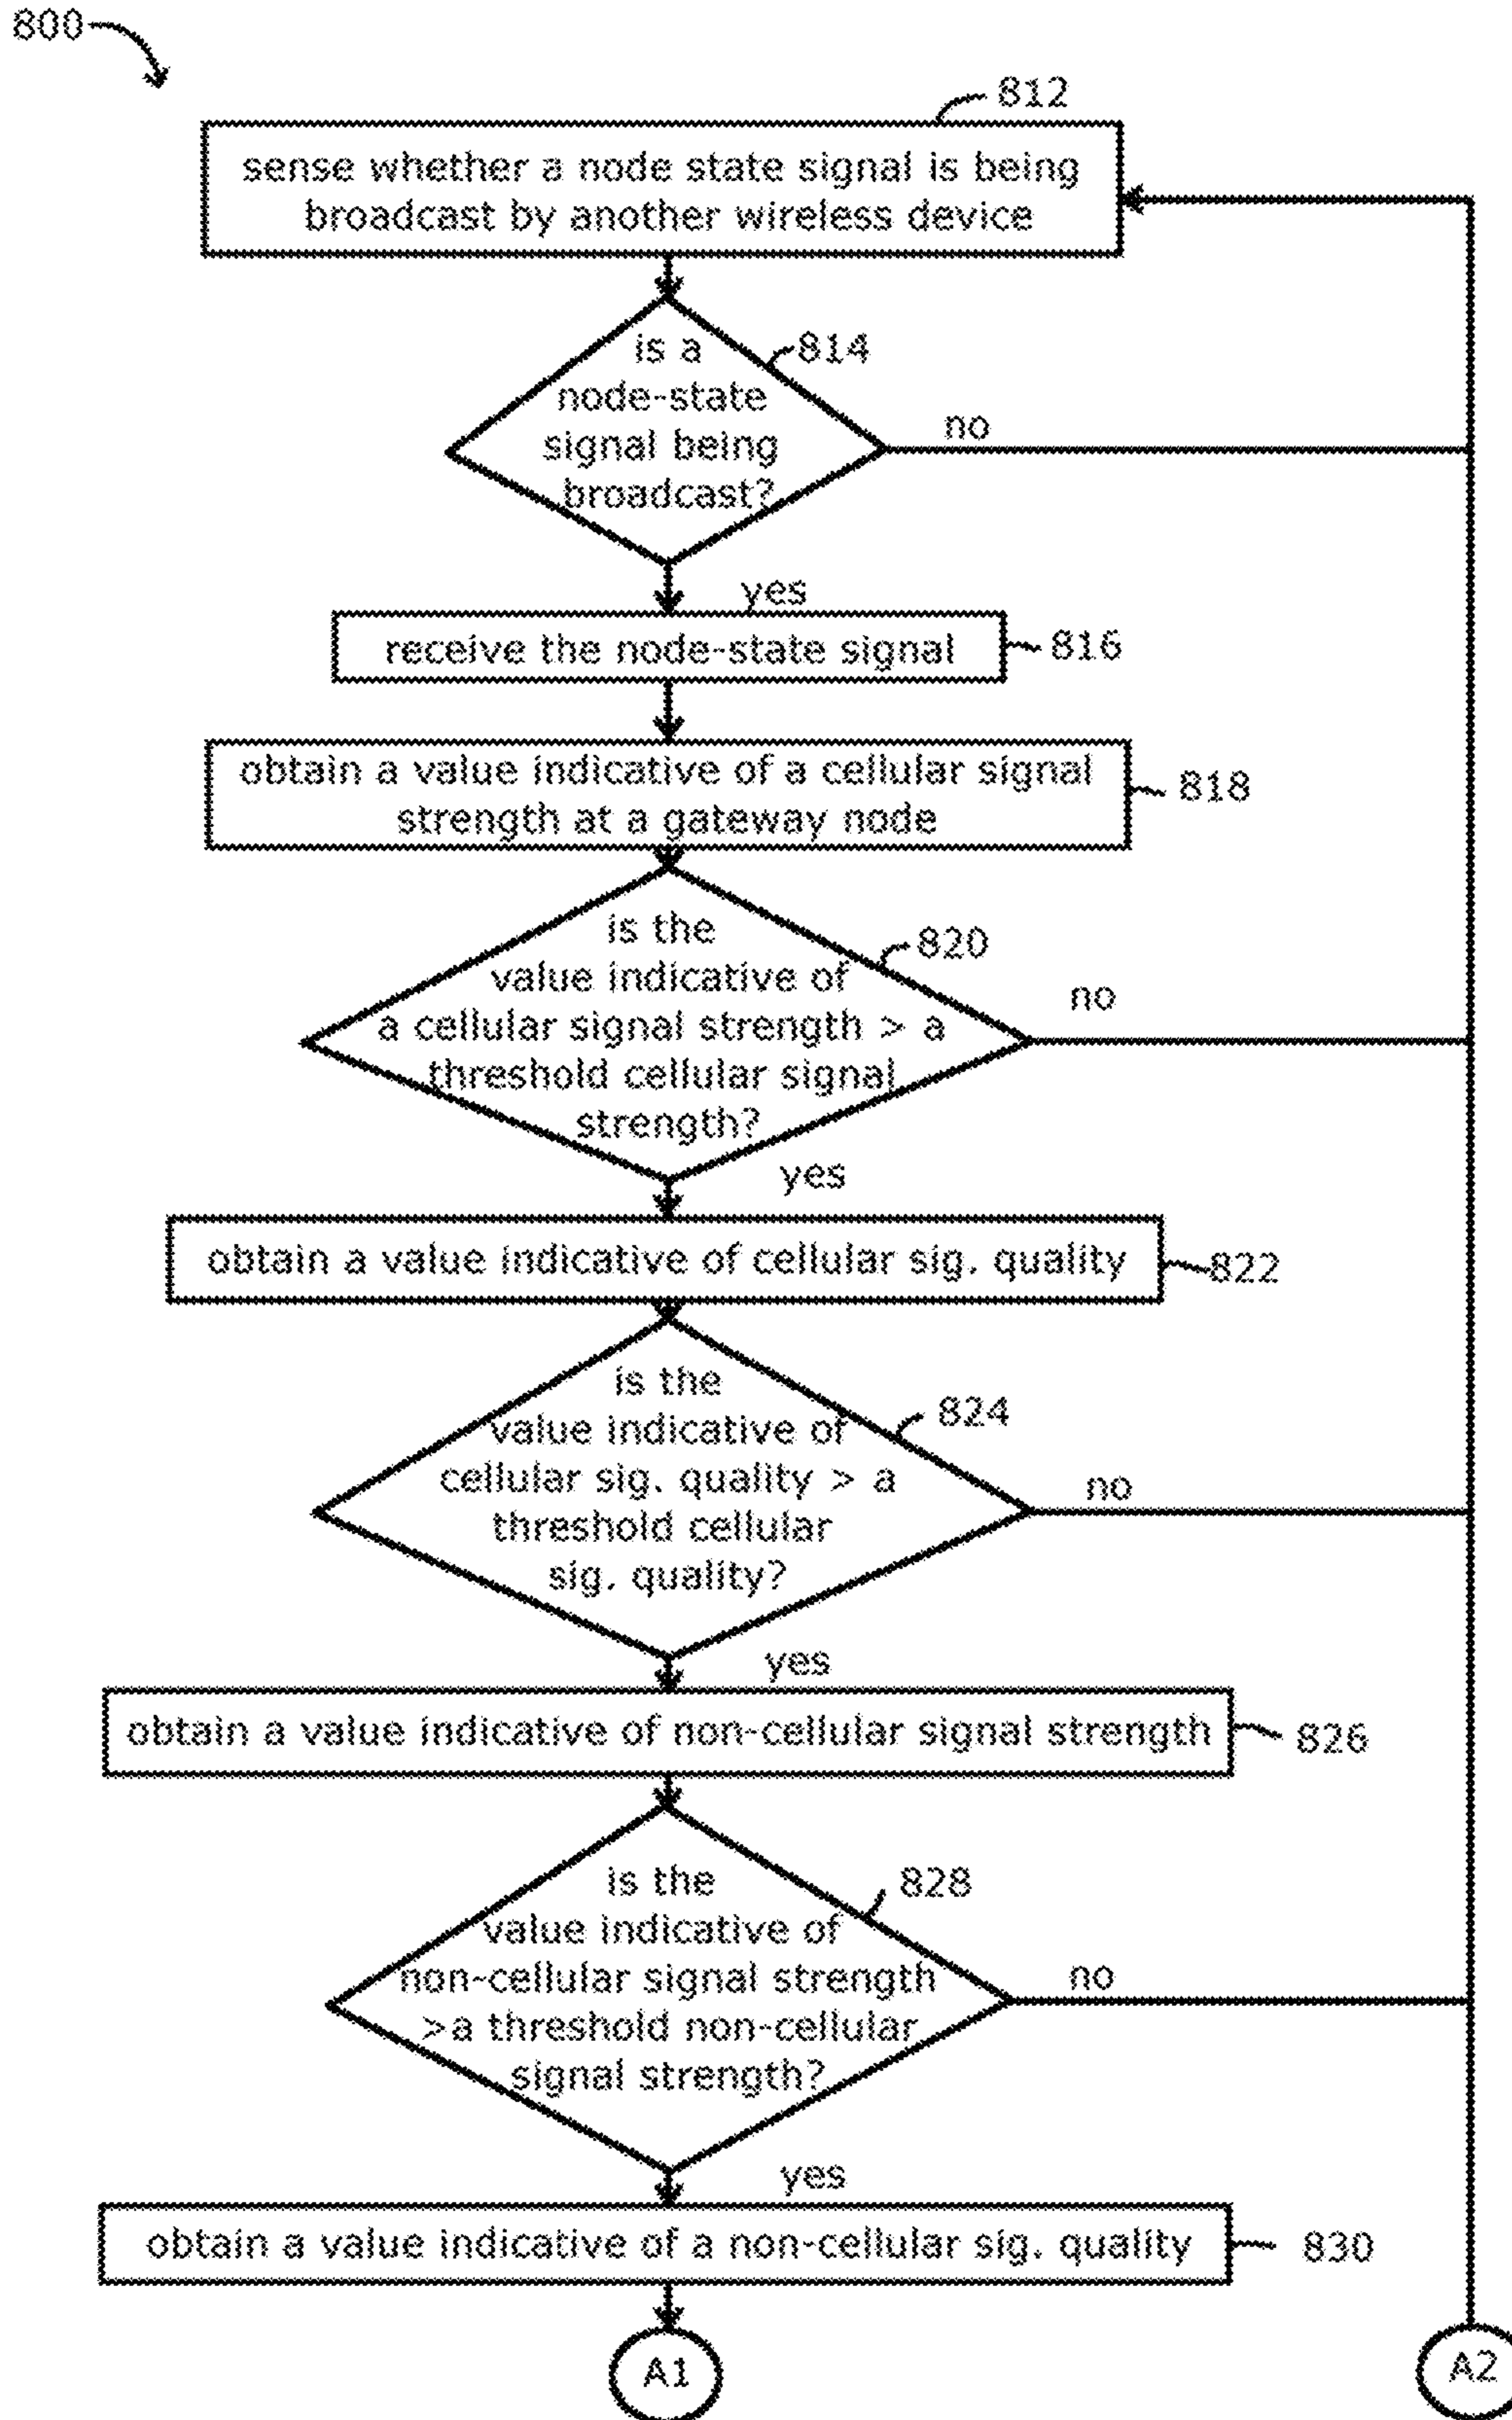 800
812
sense whether a node state signal is being
broadcast by another wireless device
is a
814
node-state
signal being
broadcast?
no
yes
receive the node-state signal
816
obtain a value indicative of a cellular signal
strength at a gateway node
818
is the
820
value indicative of
a cellular signal strength > a
threshold cellular signal
strength?
no
yes
obtain a value indicative of cellular sig. quality
822
is the
824
value indicative of
cellular sig. quality > a
threshold cellular
sig. quality?
no
yes
obtain a value indicative of non-cellular signal strength
826
is the
828
value indicative of
non-cellular signal strength
>a threshold non-cellular
signal strength?
no
yes
obtain a value indicative of a non-cellular sig. quality
830
A1
A2